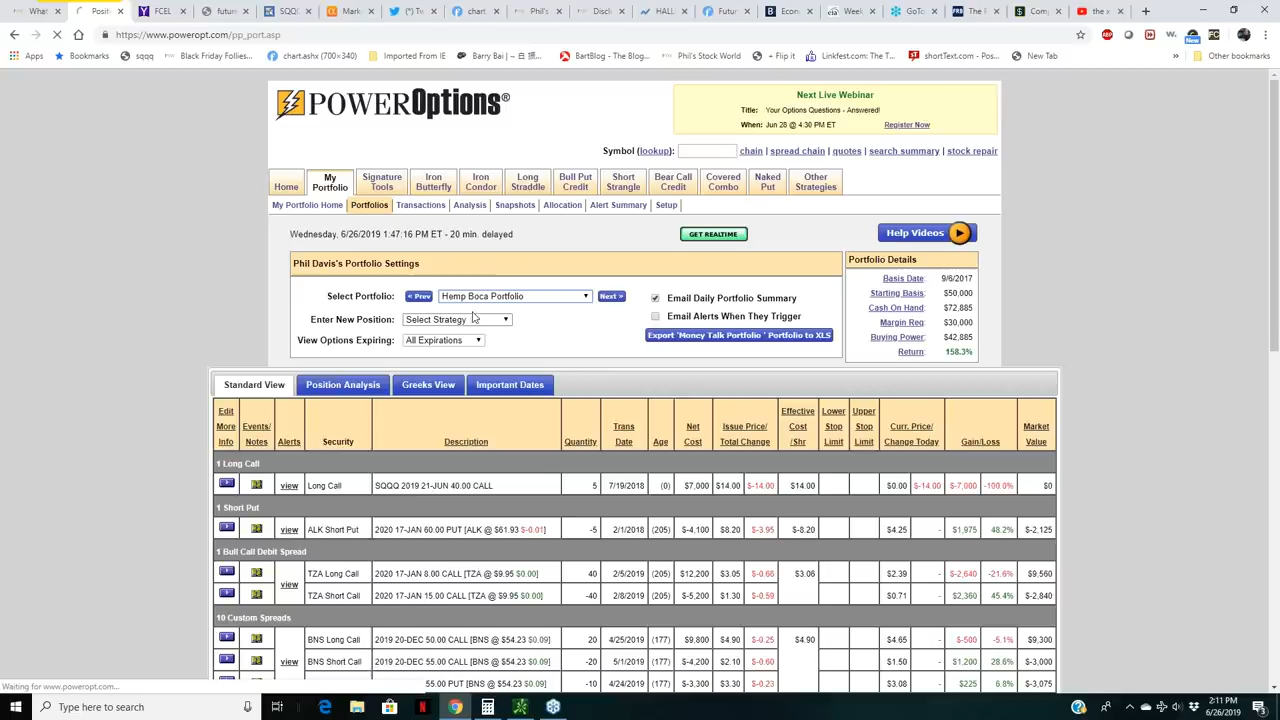 What
YFCEL
Portfo
SQQ
Phil's
Disc
HALL
Futur
Econ
Week
GoTc
The B
Cons
the x
https://www.poweropt.com/pp_port.asp
Apps
Bookmarks
sqqq
Black Friday Follies...
chart.ashx (700×340)
Imported From IE
BartBlog - The Blog...
Phil's Stock World
+ Flip it
Linkfest.com: The "...
shortText.com - Pos...
New Tab
»
Other bookmarks
POWEROptions®
Next Live Webinar
Title: Your Options Questions - Answered!
When: Jun 28 @ 4:30 PM ET Register Now
Symbol (lookup): chain | spread chain | quotes | search summary | stock repair
Home
My Portfolio
Signature Tools
Iron Butterfly
Iron Condor
Long Straddle
Bull Put Credit
Short Strangle
Bear Call Credit
Covered Combo
Naked Put
Other Strategies
My Portfolio Home | Portfolios | Transactions | Analysis | Snapshots | Allocation | Alert Summary | Setup |
Wednesday, 6/26/2019 1:47:16 PM ET - 20 min. delayed
GET REALTIME
Help Videos
Phil Davis's Portfolio Settings
Select Portfolio: « Prev Hemp Boca Portfolio Next »
Enter New Position: Select Strategy
View Options Expiring: All Expirations
Email Daily Portfolio Summary
Email Alerts When They Trigger
Export 'Money Talk Portfolio ' Portfolio to XLS
Portfolio Details
Basis Date: 9/6/2017
Starting Basis: $50,000
Cash On Hand: $72,885
Margin Req: $30,000
Buying Power: $42,885
Return: 158.3%
Standard View
Position Analysis
Greeks View
Important Dates
Edit More Info
Events/ Notes
Alerts
Security
Description
Quantity
Trans Date
Age
Net Cost
Issue Price/ Total Change
Effective Cost /Shr
Lower Stop Limit
Upper Stop Limit
Curr. Price/ Change Today
Gain/Loss
Market Value
1 Long Call
view Long Call SQQQ 2019 21-JUN 40.00 CALL 5 7/19/2018 (0) $7,000 $14.00 $-14.00 $14.00 $0.00 $-14.00 $-7,000 -100.0% $0
1 Short Put
view ALK Short Put 2020 17-JAN 60.00 PUT [ALK @ $61.93 $-0.01] -5 2/1/2018 (205) $-4,100 $8.20 $-3.95 $-8.20 $4.25 - $1,975 48.2% $-2,125
1 Bull Call Debit Spread
view TZA Long Call 2020 17-JAN 8.00 CALL [TZA @ $9.95 $0.00] 40 2/5/2019 (205) $12,200 $3.05 $-0.66 $3.06 $2.39 - $-2,640 -21.6% $9,560
TZA Short Call 2020 17-JAN 15.00 CALL [TZA @ $9.95 $0.00] -40 2/8/2019 (205) $-5,200 $1.30 $-0.59 $0.71 - $2,360 45.4% $-2,840
10 Custom Spreads
BNS Long Call 2019 20-DEC 50.00 CALL [BNS @ $54.23 $0.09] 20 4/25/2019 (177) $9,800 $4.90 $-0.25 $4.90 $4.65 - $-500 -5.1% $9,300
view BNS Short Call 2019 20-DEC 55.00 CALL [BNS @ $54.23 $0.09] -20 5/1/2019 (177) $-4,200 $2.10 $-0.60 $1.50 - $1,200 28.6% $-3,000
55.00 PUT [BNS @ $54.23 $0.09] -10 4/24/2019 (177) $-3,300 $3.30 $-0.23 $3.08 - $225 6.8% $-3,075
Waiting for www.poweropt.com...
Type here to search
2:11 PM
6/26/2019